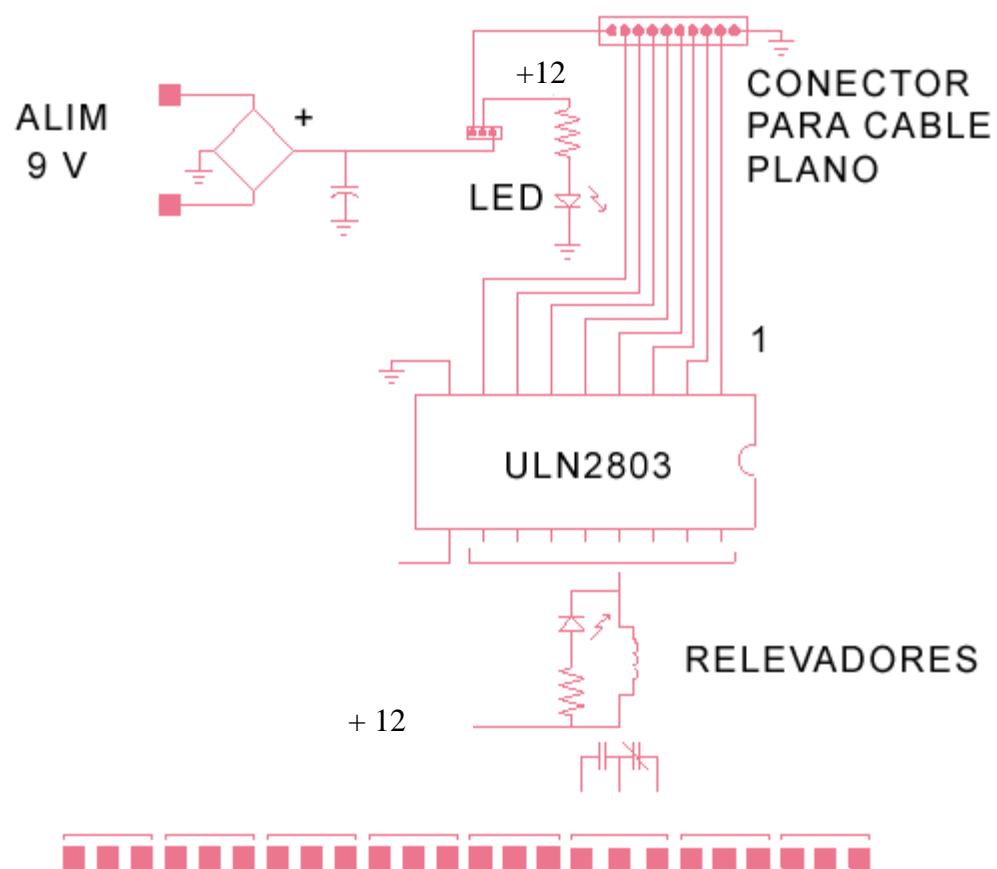 +12
CONECTOR
PARA CABLE
PLANO
ALIM
9 V
+
LED
1
ULN2803
RELEVADORES
+ 12